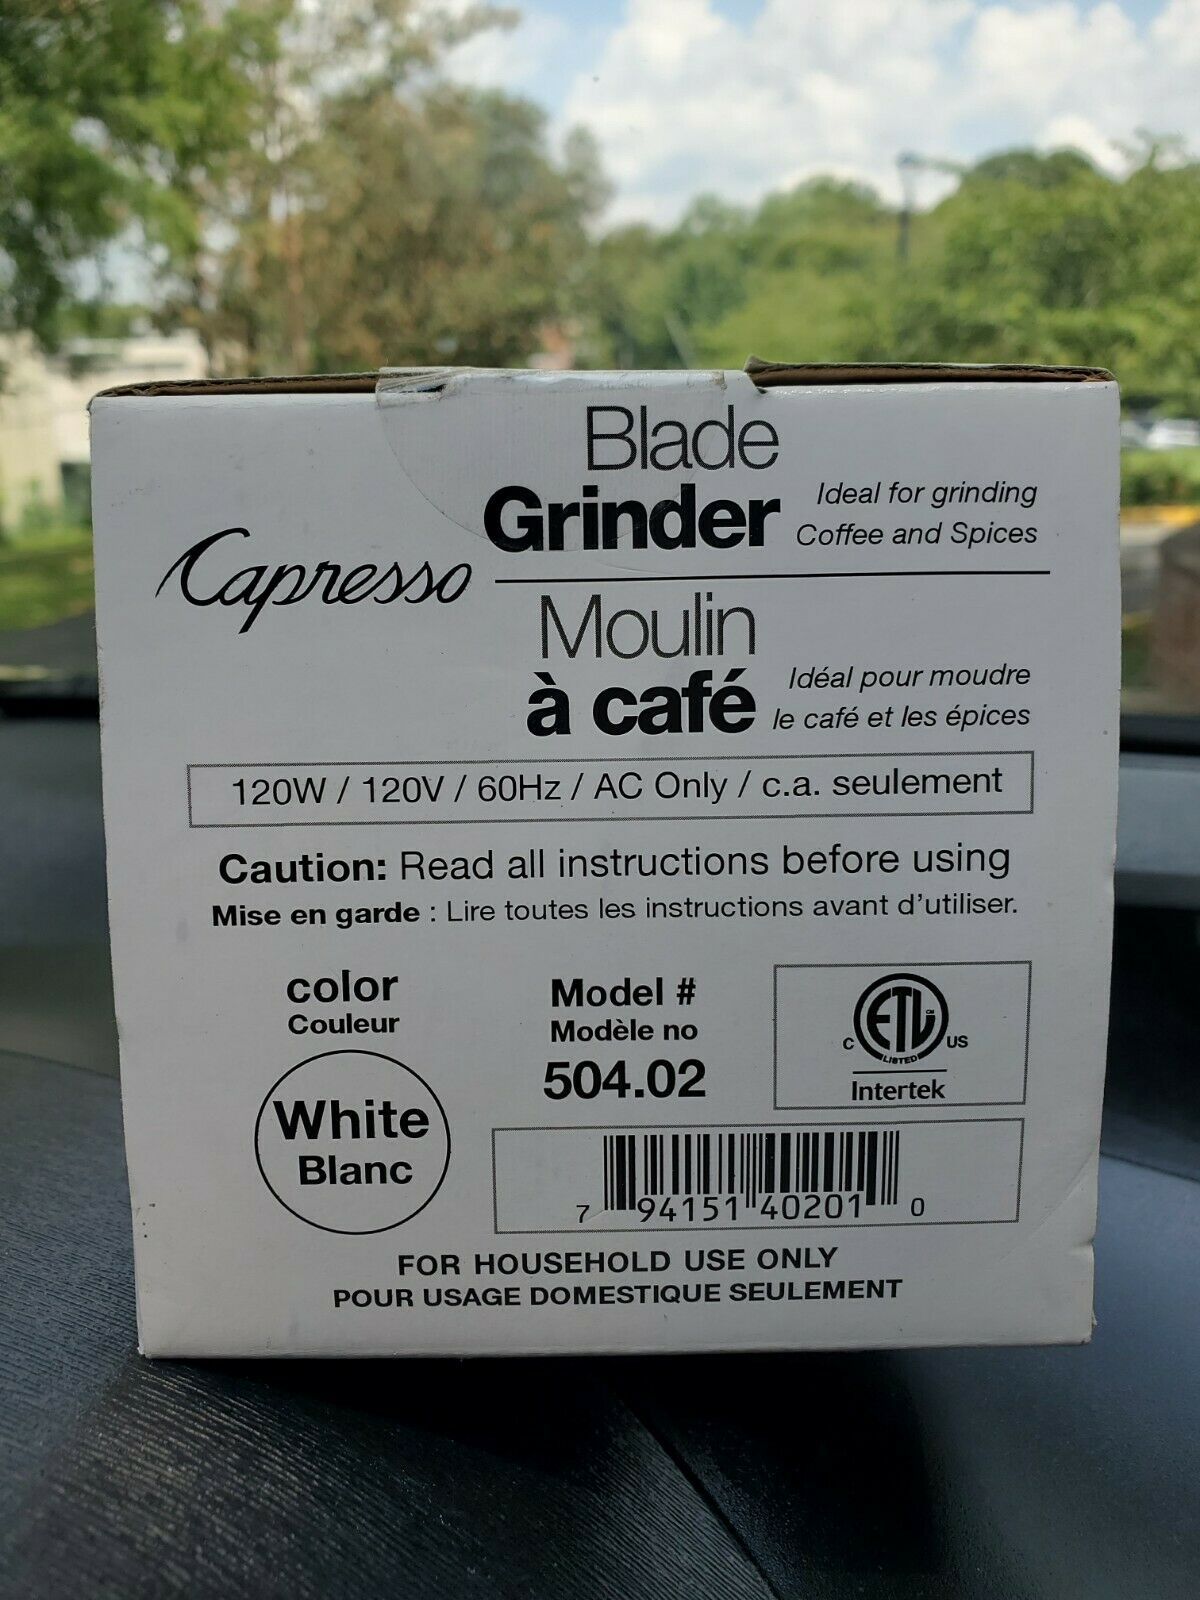 Blade
Grinder
Ideal for grinding
Coffee and Spices
Capresso
Moulin
à café
Idéal pour moudre
le café et les épices
120W / 120V / 60Hz / AC Only / c.a. seulement
Caution: Read all instructions before using
Mise en garde : Lire toutes les instructions avant d'utiliser.
color
Couleur
White
Blanc
Model #
Modèle no
504.02
ETL CM
C US
LISTED
Intertek
7 94151 40201 0
FOR HOUSEHOLD USE ONLY
POUR USAGE DOMESTIQUE SEULEMENT